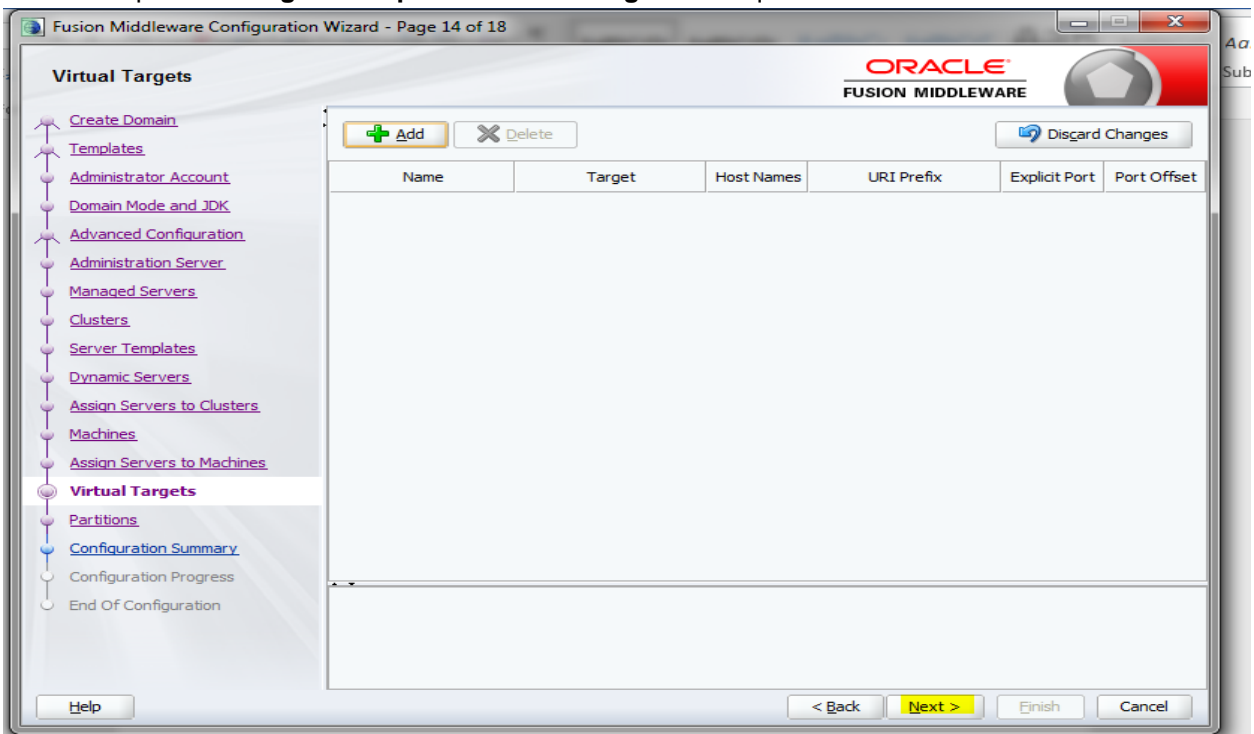 Fusion Middleware Configuration Wizard - Page 14 of 18
Virtual Targets
ORACLE
FUSION MIDDLEWARE
Sub
Create Domain
Templates
Administrator Account
Domain Mode and JDK
Advanced Configuration
Administration Server
Managed Servers
Clusters
Server Templates
Dynamic Servers
Assign Servers to Clusters
Machines
Assign Servers to Machines
Virtual Targets
Partitions
Configuration Summary
Configuration Progress
End Of Configuration
Add Delete Discard Changes
Name Target Host Names URI Prefix Explicit Port Port Offset
Help < Back Next > Finish Cancel